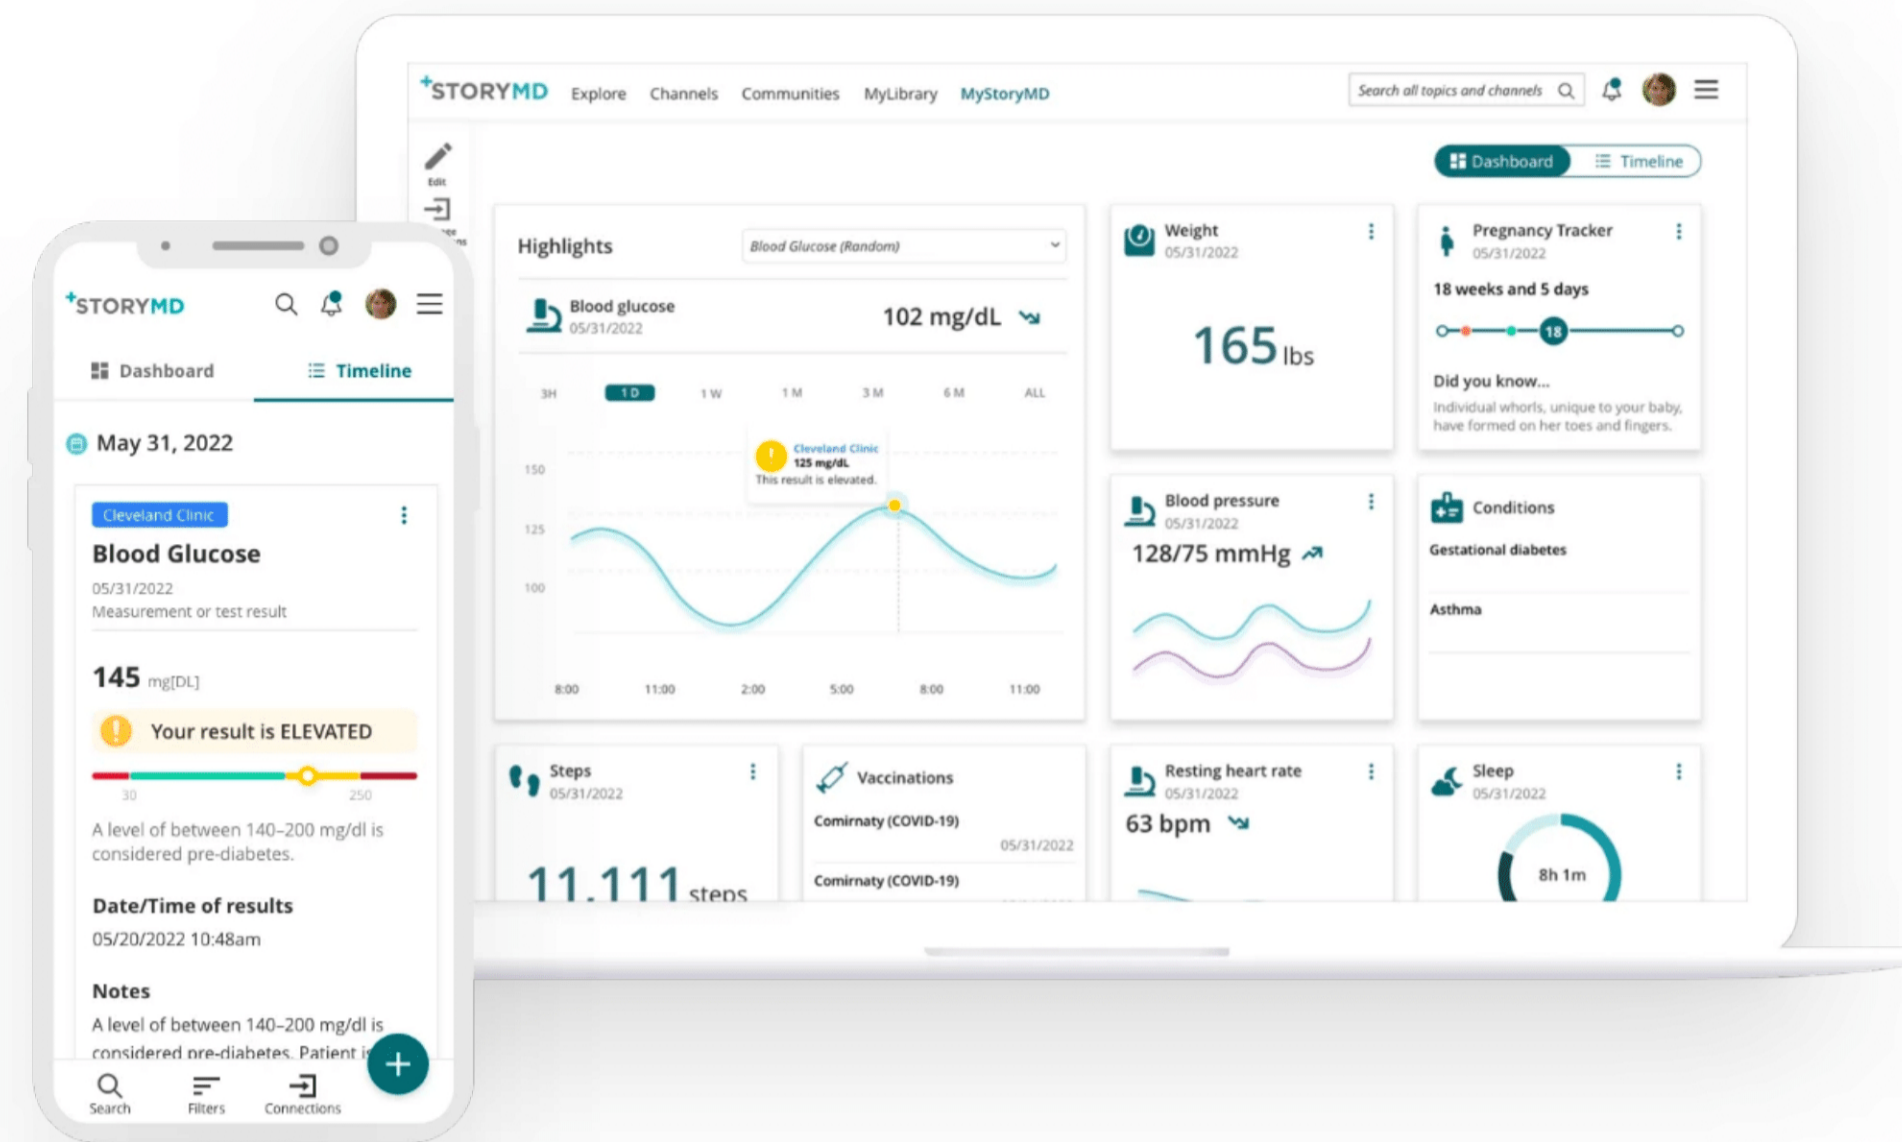 +STORYMD
Explore
Channels
Communities
MyLibrary
MyStoryMD
Search all topics and channels
Edit
Dashboard
Timeline
Highlights
Blood Glucose (Random)
Blood glucose
05/31/2022
102 mg/dL
3H
1 D
1 W
1 M
3 M
6 M
ALL
Cleveland Clinic
125 mg/dL
This result is elevated.
150
125
100
8:00
11:00
2:00
5:00
8:00
11:00
Weight
05/31/2022
165 lbs
Pregnancy Tracker
05/31/2022
18 weeks and 5 days
18
Did you know...
Individual whorls, unique to your baby,
have formed on her toes and fingers.
Blood pressure
05/31/2022
128/75 mmHg
Conditions
Gestational diabetes
Asthma
Steps
05/31/2022
11,111 steps
Vaccinations
Comirnaty (COVID-19)
05/31/2022
Comirnaty (COVID-19)
Resting heart rate
05/31/2022
63 bpm
Sleep
05/31/2022
8h 1m
+STORYMD
Dashboard
Timeline
May 31, 2022
Cleveland Clinic
Blood Glucose
05/31/2022
Measurement or test result
145 mg[DL]
Your result is ELEVATED
30
250
A level of between 140–200 mg/dl is
considered pre-diabetes.
Date/Time of results
05/20/2022 10:48am
Notes
A level of between 140–200 mg/dl is
considered pre-diabetes. Patient is
Search
Filters
Connections